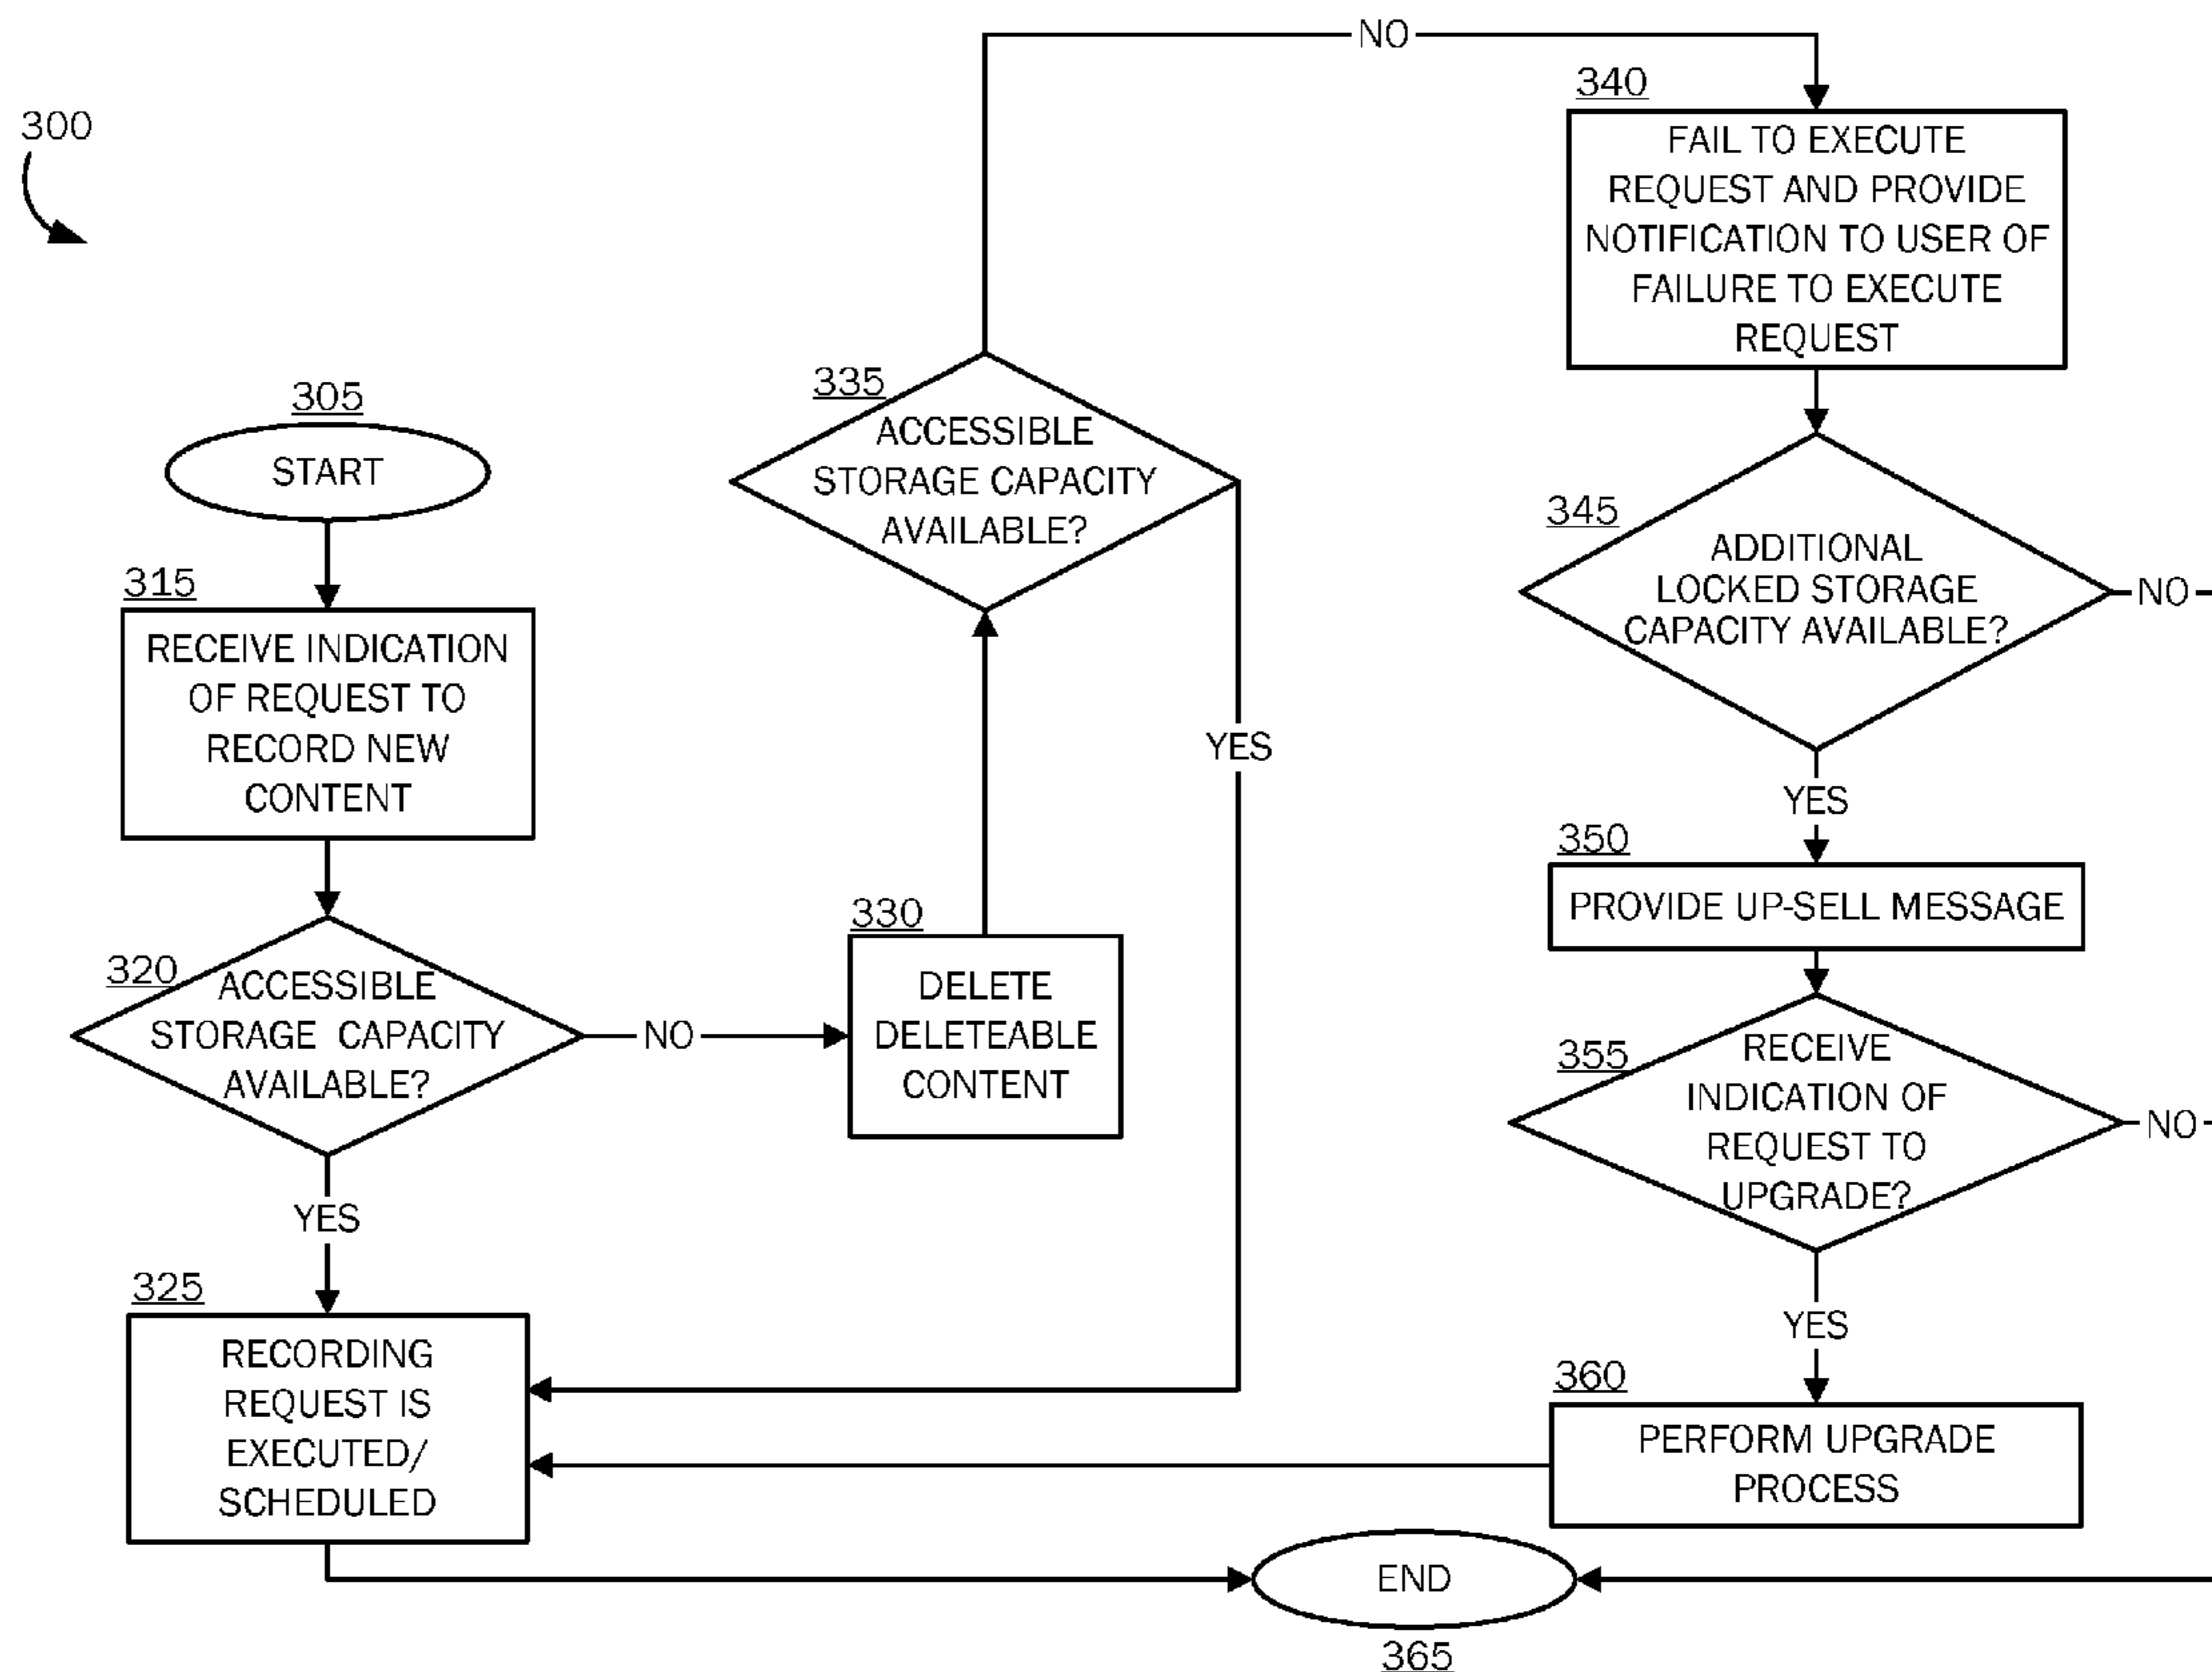 300
305
START
315
RECEIVE INDICATION
OF REQUEST TO
RECORD NEW
CONTENT
320
ACCESSIBLE
STORAGE CAPACITY
AVAILABLE?
NO
YES
325
RECORDING
REQUEST IS
EXECUTED/
SCHEDULED
330
DELETE
DELETEABLE
CONTENT
335
ACCESSIBLE
STORAGE CAPACITY
AVAILABLE?
NO
YES
340
FAIL TO EXECUTE
REQUEST AND PROVIDE
NOTIFICATION TO USER OF
FAILURE TO EXECUTE
REQUEST
345
ADDITIONAL
LOCKED STORAGE
CAPACITY AVAILABLE?
NO
YES
350
PROVIDE UP-SELL MESSAGE
355
RECEIVE
INDICATION OF
REQUEST TO
UPGRADE?
NO
YES
360
PERFORM UPGRADE
PROCESS
END
365